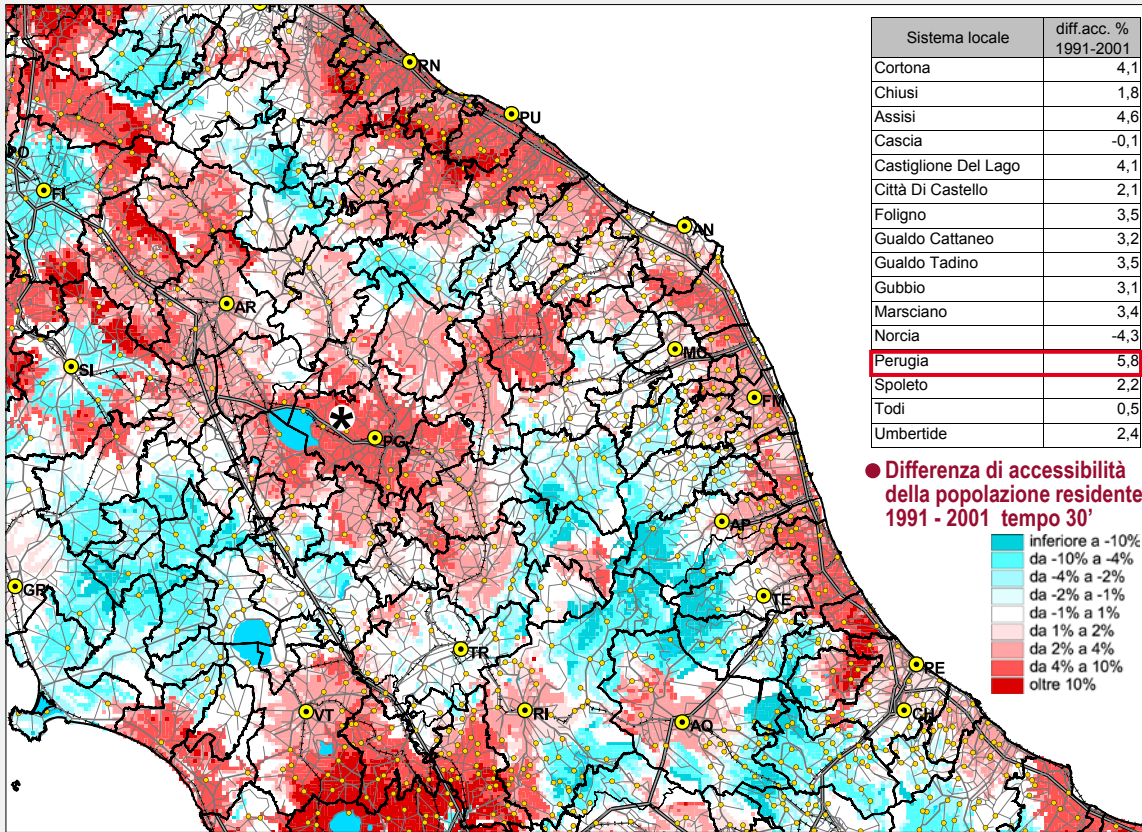 FC
RN
PU
PO
FI
AN
AR
MC
SI
FM
*
PG
AP
GR
TE
TR
PE
VT
RI
AQ
CH
Sistema locale diff.acc. %
1991-2001
Cortona 4,1
Chiusi 1,8
Assisi 4,6
Cascia -0,1
Castiglione Del Lago 4,1
Città Di Castello 2,1
Foligno 3,5
Gualdo Cattaneo 3,2
Gualdo Tadino 3,5
Gubbio 3,1
Marsciano 3,4
Norcia -4,3
Perugia 5,8
Spoleto 2,2
Todi 0,5
Umbertide 2,4
Differenza di accessibilità
della popolazione residente
1991 - 2001 tempo 30’
inferiore a -10%
da -10% a -4%
da -4% a -2%
da -2% a -1%
da -1% a 1%
da 1% a 2%
da 2% a 4%
da 4% a 10%
oltre 10%